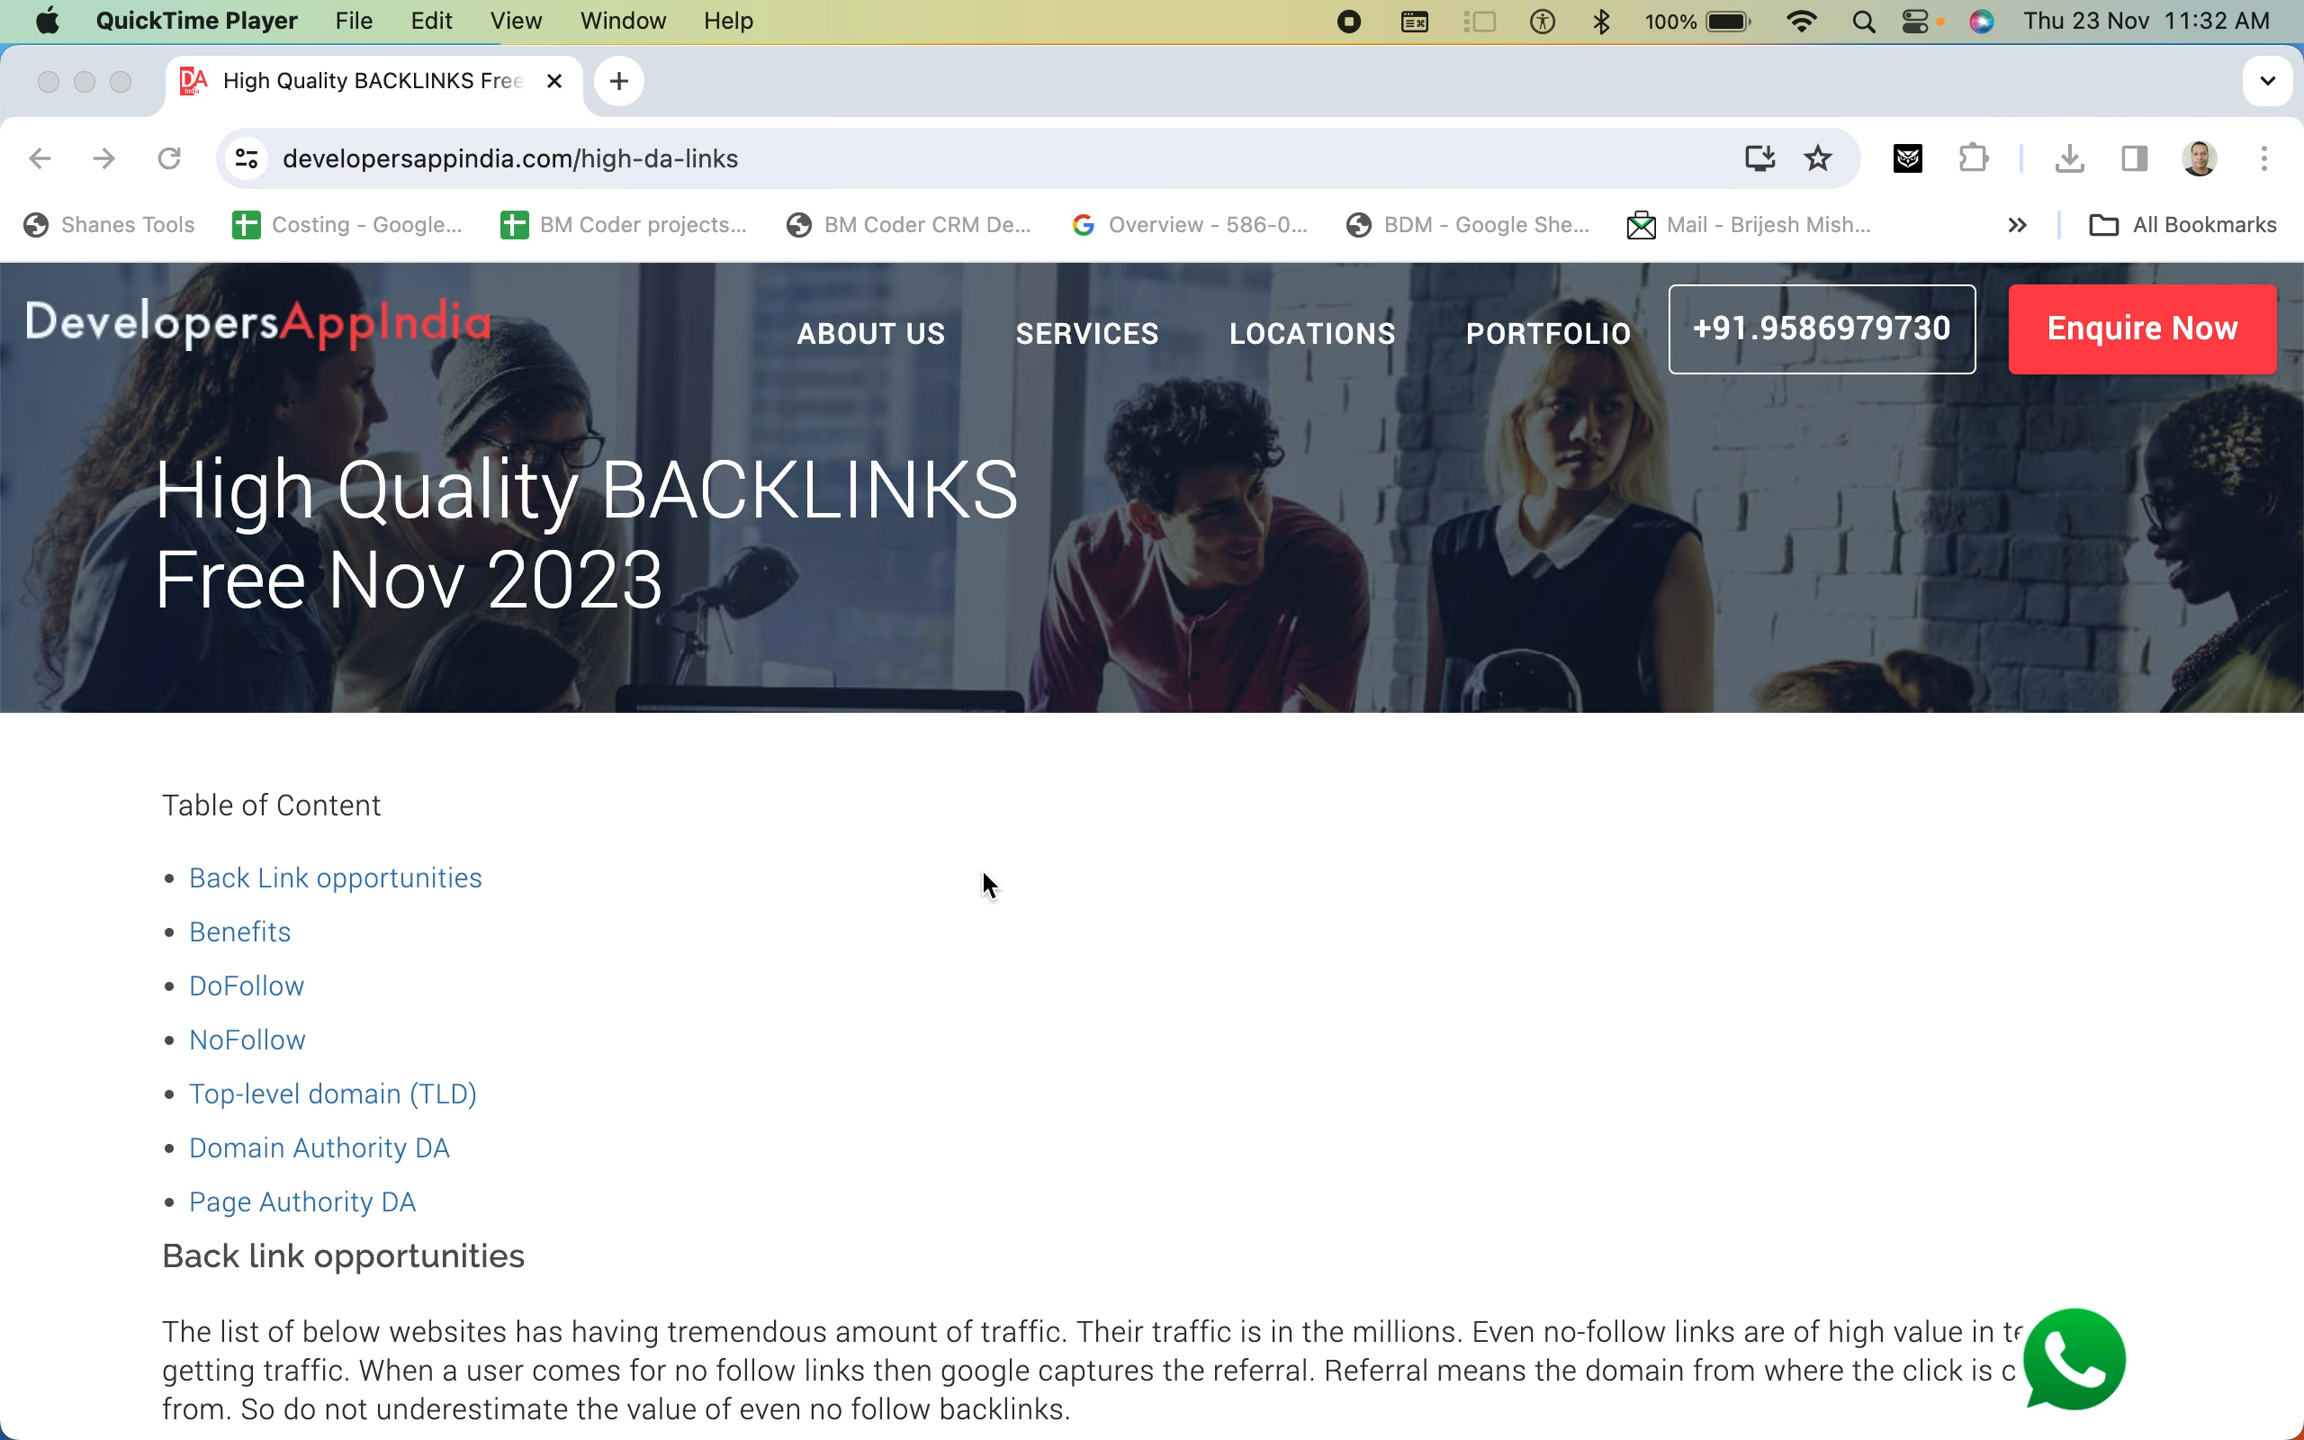 QuickTime Player File Edit View Window Help 100% Thu 23 Nov 11:32 AM
DA India High Quality BACKLINKS Free
developersappindia.com/high-da-links
Shanes Tools Costing - Google... BM Coder projects... BM Coder CRM De... Overview - 586-0... BDM - Google She... Mail - Brijesh Mish... » All Bookmarks
DevelopersAppIndia ABOUT US SERVICES LOCATIONS PORTFOLIO +91.9586979730 Enquire Now
High Quality BACKLINKS
Free Nov 2023
Table of Content
• Back Link opportunities
• Benefits
• DoFollow
• NoFollow
• Top-level domain (TLD)
• Domain Authority DA
• Page Authority DA
Back link opportunities
The list of below websites has having tremendous amount of traffic. Their traffic is in the millions. Even no-follow links are of high value in
getting traffic. When a user comes for no follow links then google captures the referral. Referral means the domain from where the click is
from. So do not underestimate the value of even no follow backlinks.